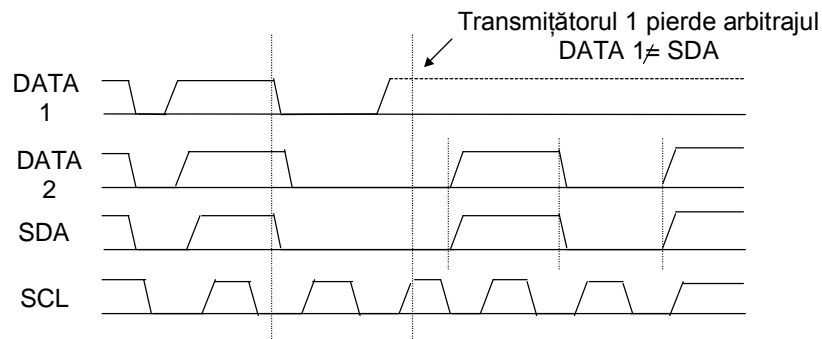 Transmițătorul 1 pierde arbitrajul
DATA 1≠ SDA
DATA
1
DATA
2
SDA
SCL